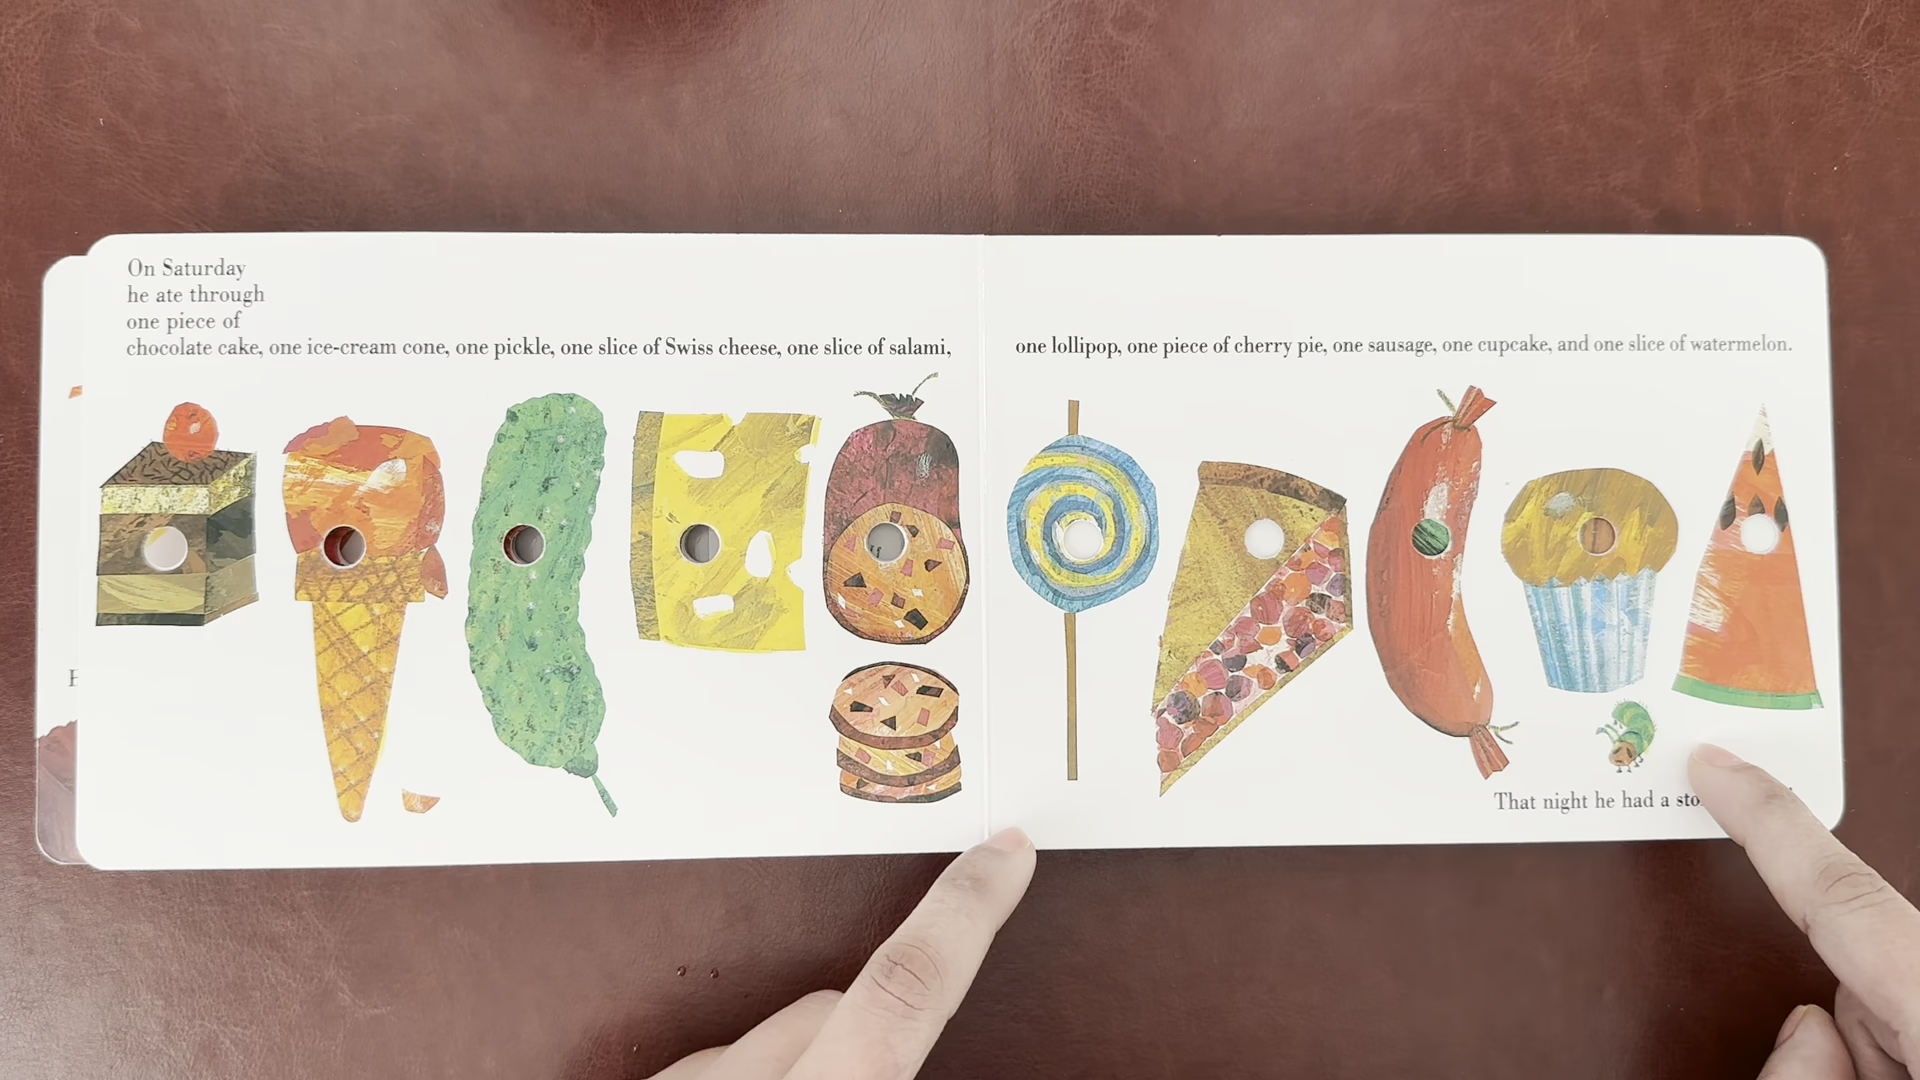 On Saturday
he ate through
one piece of
chocolate cake, one ice-cream cone, one pickle, one slice of Swiss cheese, one slice of salami,
one lollipop, one piece of cherry pie, one sausage, one cupcake, and one slice of watermelon.
That night he had a